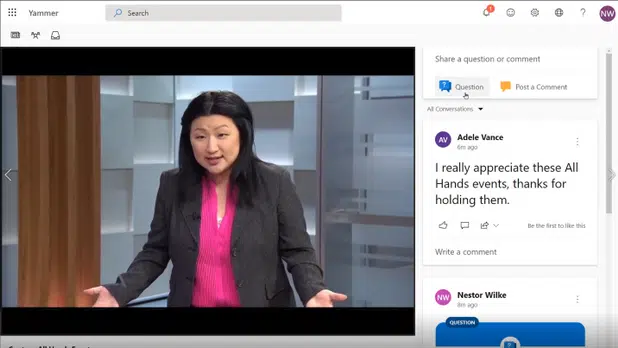 Yammer
Search
1
NW
Share a question or comment
Question
Post a Comment
All Conversations
AV
Adele Vance
6m ago
I really appreciate these All
Hands events, thanks for
holding them.
Be the first to like this
Write a comment
NW
Nestor Wilke
8m ago
QUESTION